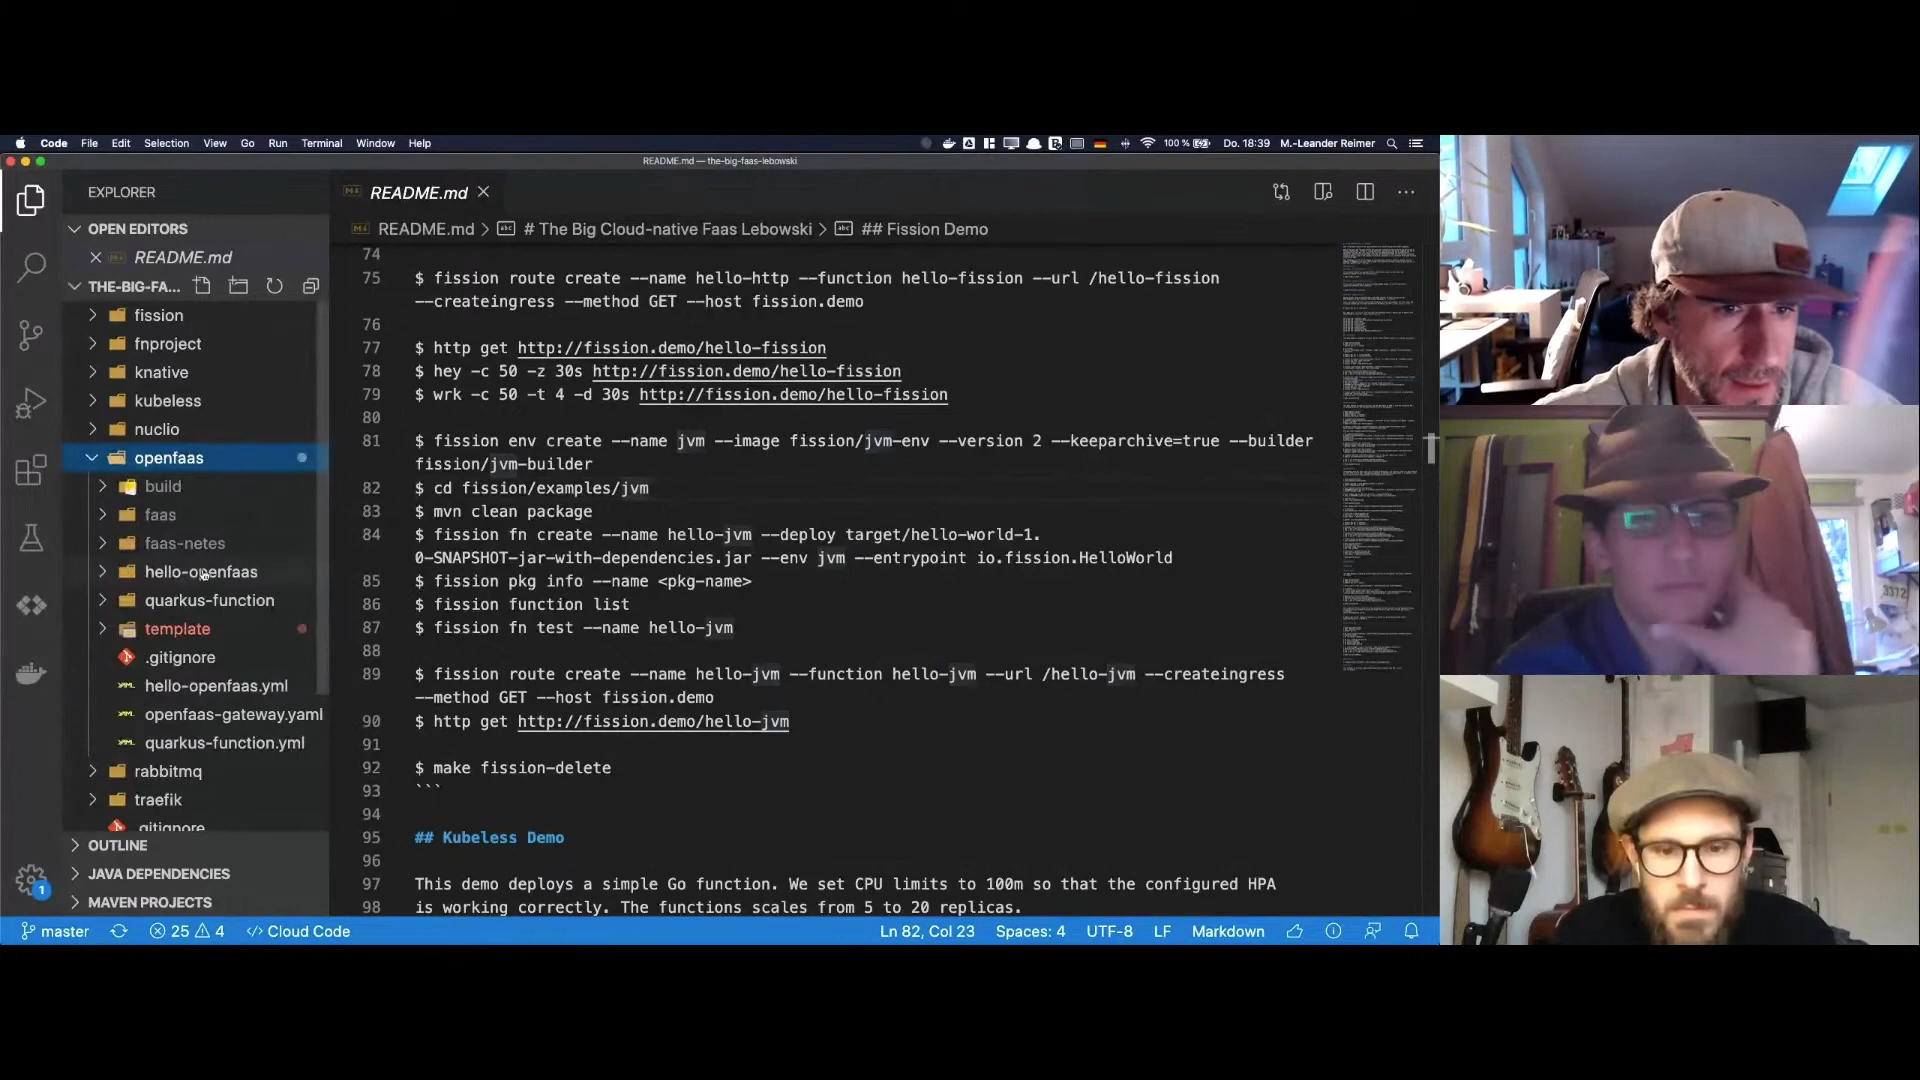 Code File Edit Selection View Go Run Terminal Window Help 100 % Do. 18:39 M.-Leander Reimer
README.md — the-big-faas-lebowski
EXPLORER
README.md
OPEN EDITORS
README.md > # The Big Cloud-native Faas Lebowski > ## Fission Demo
README.md
THE-BIG-FA...
fission
fnproject
knative
kubeless
nuclio
openfaas
build
faas
faas-netes
hello-openfaas
quarkus-function
template
.gitignore
hello-openfaas.yml
openfaas-gateway.yaml
quarkus-function.yml
rabbitmq
traefik
.gitignore
OUTLINE
JAVA DEPENDENCIES
MAVEN PROJECTS
74
75 $ fission route create --name hello-http --function hello-fission --url /hello-fission
--createingress --method GET --host fission.demo
76
77 $ http get http://fission.demo/hello-fission
78 $ hey -c 50 -z 30s http://fission.demo/hello-fission
79 $ wrk -c 50 -t 4 -d 30s http://fission.demo/hello-fission
80
81 $ fission env create --name jvm --image fission/jvm-env --version 2 --keeparchive=true --builder
fission/jvm-builder
82 $ cd fission/examples/jvm
83 $ mvn clean package
84 $ fission fn create --name hello-jvm --deploy target/hello-world-1.
0-SNAPSHOT-jar-with-dependencies.jar --env jvm --entrypoint io.fission.HelloWorld
85 $ fission pkg info --name <pkg-name>
86 $ fission function list
87 $ fission fn test --name hello-jvm
88
89 $ fission route create --name hello-jvm --function hello-jvm --url /hello-jvm --createingress
--method GET --host fission.demo
90 $ http get http://fission.demo/hello-jvm
91
92 $ make fission-delete
93 ```
94
95 ## Kubeless Demo
96
97 This demo deploys a simple Go function. We set CPU limits to 100m so that the configured HPA
98 is working correctly. The functions scales from 5 to 20 replicas.
1
master 25 4 Cloud Code Ln 82, Col 23 Spaces: 4 UTF-8 LF Markdown